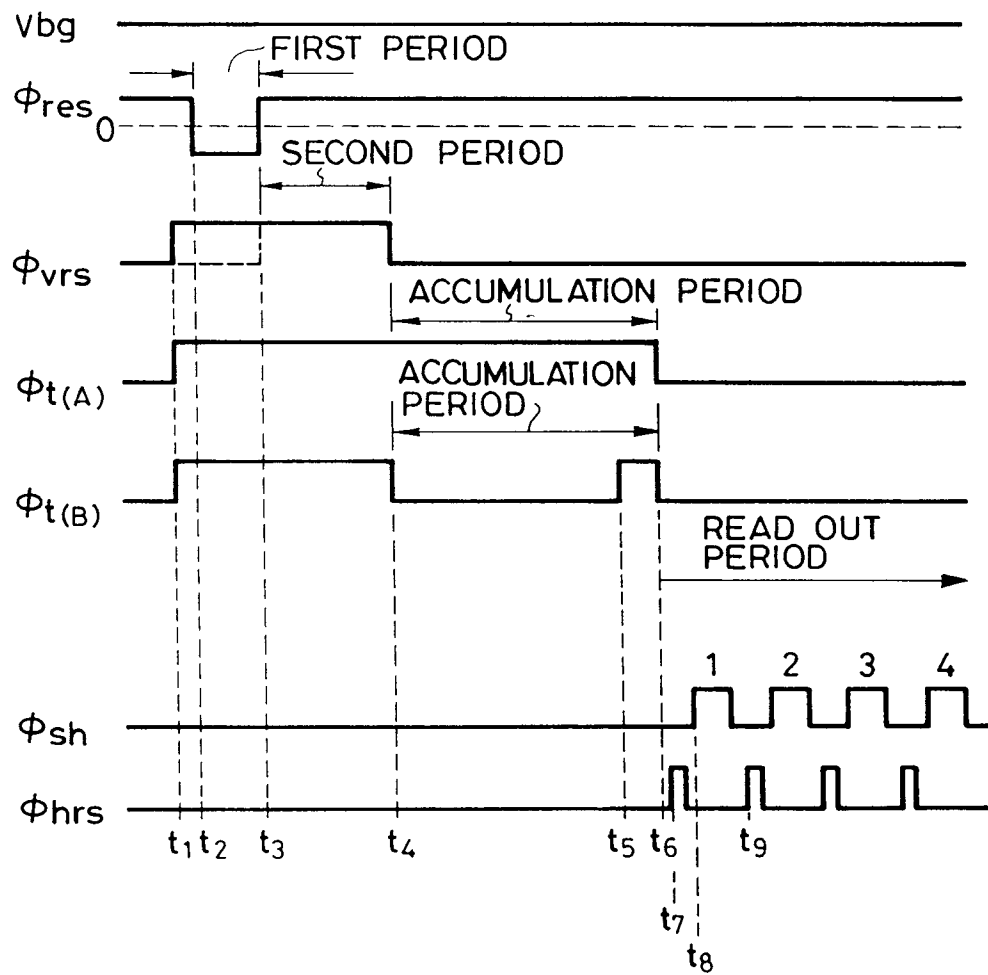 Vbg
FIRST PERIOD
ϕres
0
SECOND PERIOD
ϕvrs
ACCUMULATION PERIOD
ϕt(A)
ACCUMULATION
PERIOD
ϕt(B)
READ OUT
PERIOD
1 2 3 4
ϕsh
ϕhrs
t1 t2 t3 t4 t5 t6 t9
t7
t8